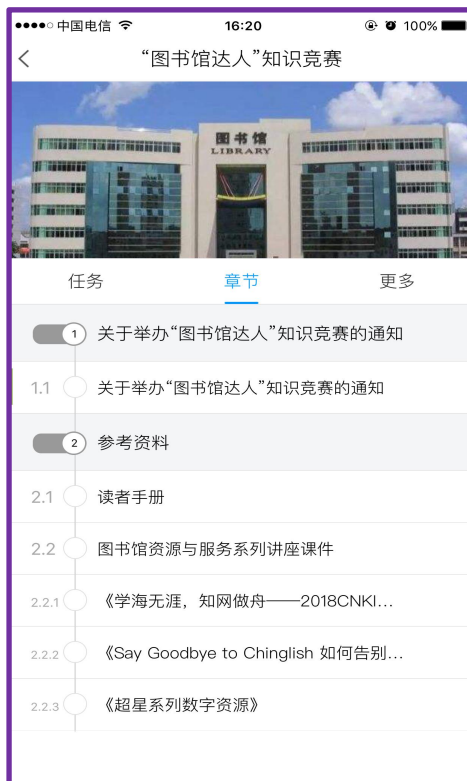 中国电信 16:20 100%
“图书馆达人”知识竞赛
图书馆
LIBRARY
任务 章节 更多
1 关于举办“图书馆达人”知识竞赛的通知
1.1 关于举办“图书馆达人”知识竞赛的通知
2 参考资料
2.1 读者手册
2.2 图书馆资源与服务系列讲座课件
2.2.1 《学海无涯，知网做舟——2018CNKI...
2.2.2 《Say Goodbye to Chinglish 如何告别...
2.2.3 《超星系列数字资源》